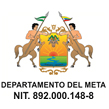 DEPARTAMENTO DEL META
NIT. 892.000.148-8